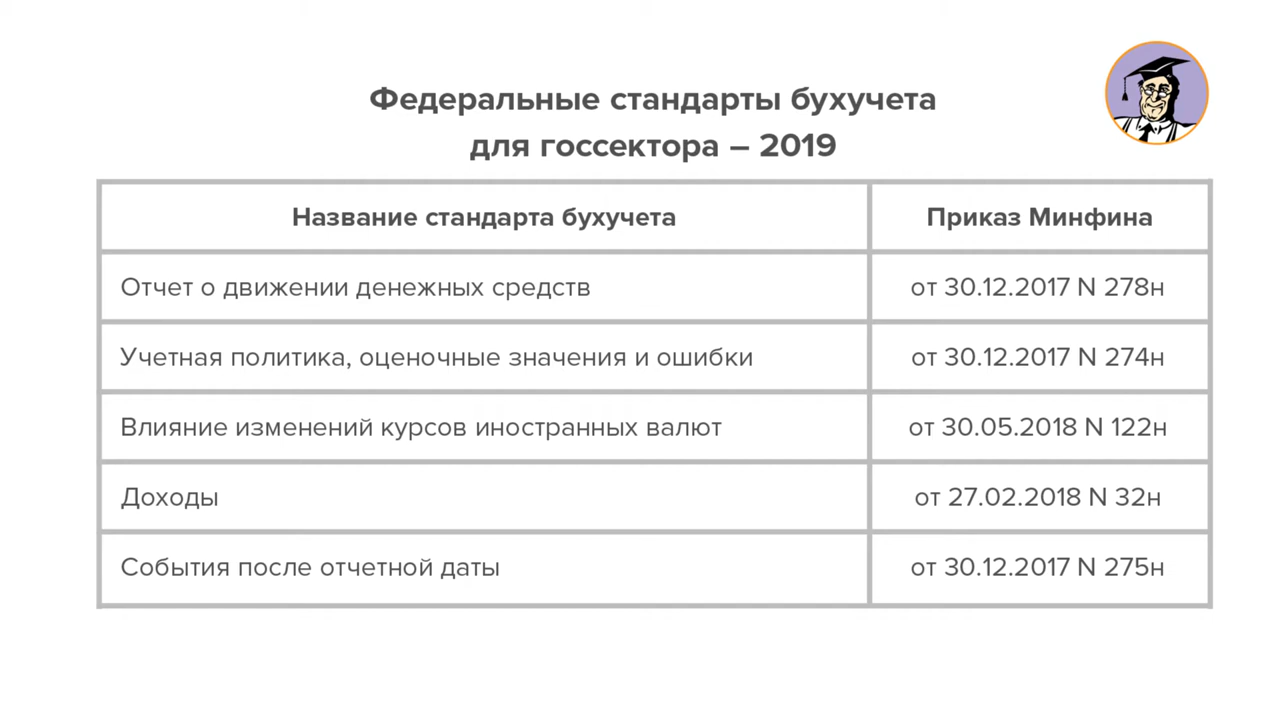 Федеральные стандарты бухучета
для госсектора – 2019
Название стандарта бухучета
Приказ Минфина
Отчет о движении денежных средств
от 30.12.2017 N 278н
Учетная политика, оценочные значения и ошибки
от 30.12.2017 N 274н
Влияние изменений курсов иностранных валют
от 30.05.2018 N 122н
Доходы
от 27.02.2018 N 32н
События после отчетной даты
от 30.12.2017 N 275н